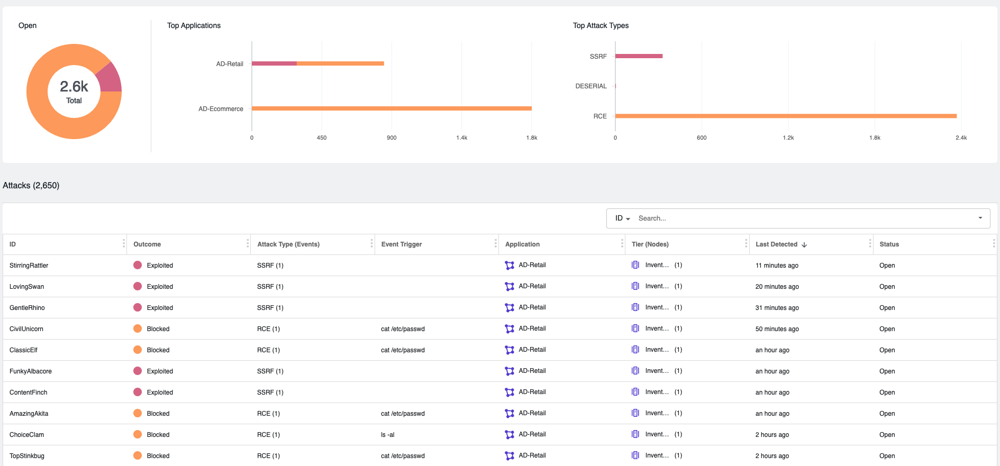 Open
Top Applications
Top Attack Types
2.6k
Total
AD-Retail
AD-Ecommerce
0 450 900 1.4k 1.8k
SSRF
DESERIAL
RCE
0 600 1.2k 1.8k 2.4k
Attacks (2,650)
ID Search...
ID Outcome Attack Type (Events) Event Trigger Application Tier (Nodes) Last Detected Status
StirringRattler Exploited SSRF (1) AD-Retail Invent... (1) 11 minutes ago Open
LovingSwan Exploited SSRF (1) AD-Retail Invent... (1) 20 minutes ago Open
GentleRhino Exploited SSRF (1) AD-Retail Invent... (1) 31 minutes ago Open
CivilUnicorn Blocked RCE (1) cat /etc/passwd AD-Retail Invent... (1) 50 minutes ago Open
ClassicElf Blocked RCE (1) cat /etc/passwd AD-Retail Invent... (1) an hour ago Open
FunkyAlbacore Exploited SSRF (1) AD-Retail Invent... (1) an hour ago Open
ContentFinch Exploited SSRF (1) AD-Retail Invent... (1) an hour ago Open
AmazingAkita Blocked RCE (1) cat /etc/passwd AD-Retail Invent... (1) an hour ago Open
ChoiceClam Blocked RCE (1) ls -al AD-Retail Invent... (1) 2 hours ago Open
TopStinkbug Blocked RCE (1) cat /etc/passwd AD-Retail Invent... (1) 2 hours ago Open